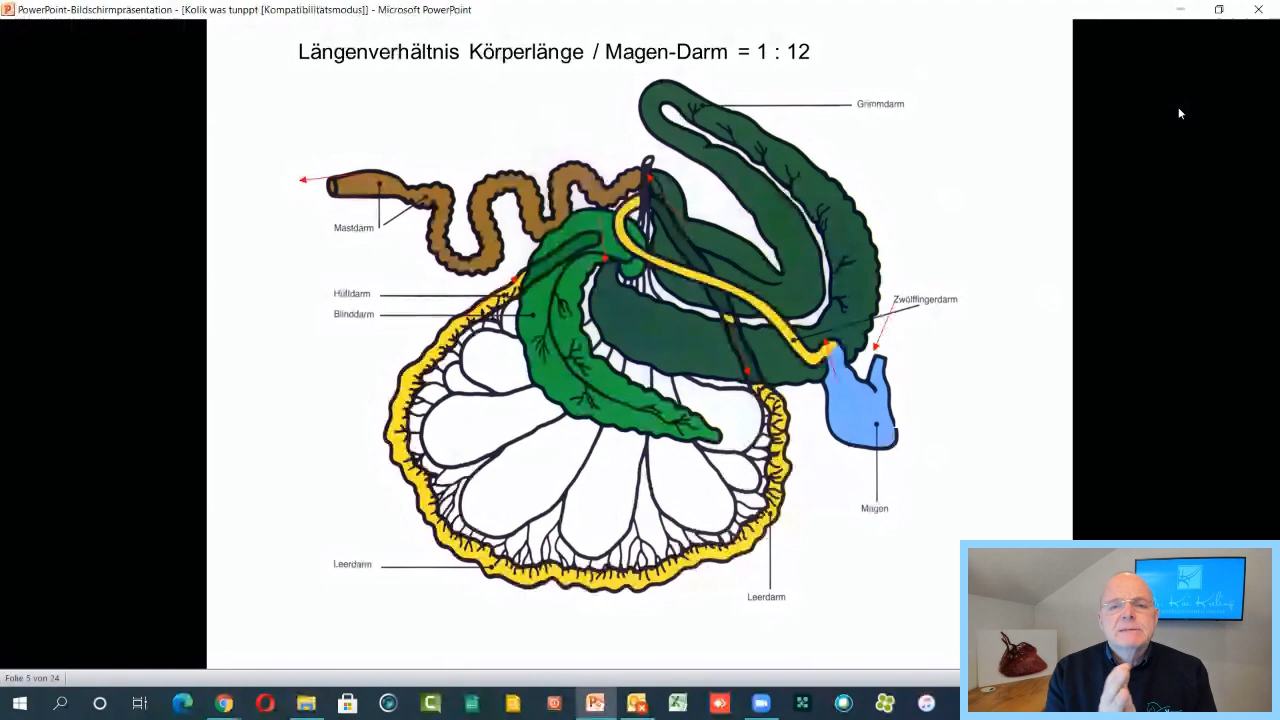 PowerPoint-Bildschirmpräsentation - [Kolik was tunppt [Kompatibilitätsmodus]] - Microsoft PowerPoint
Längenverhältnis Körperlänge / Magen-Darm = 1 : 12
Grimmdarm
Mastdarm
Hüftdarm
Blinddarm
Zwölffingerdarm
Magen
Leerdarm
Leerdarm
Folie 5 von 24